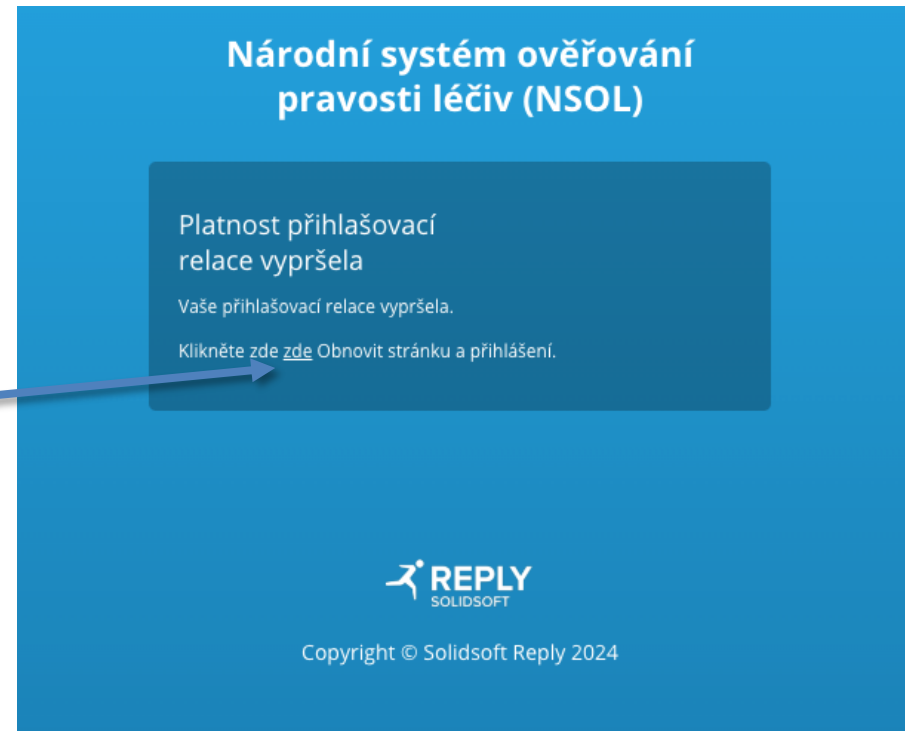 Národní systém ověřování
pravosti léčiv (NSOL)
Platnost přihlašovací
relace vypršela
Vaše přihlašovací relace vypršela.
Klikněte zde zde Obnovit stránku a přihlášení.
REPLY
SOLIDSOFT
Copyright © Solidsoft Reply 2024